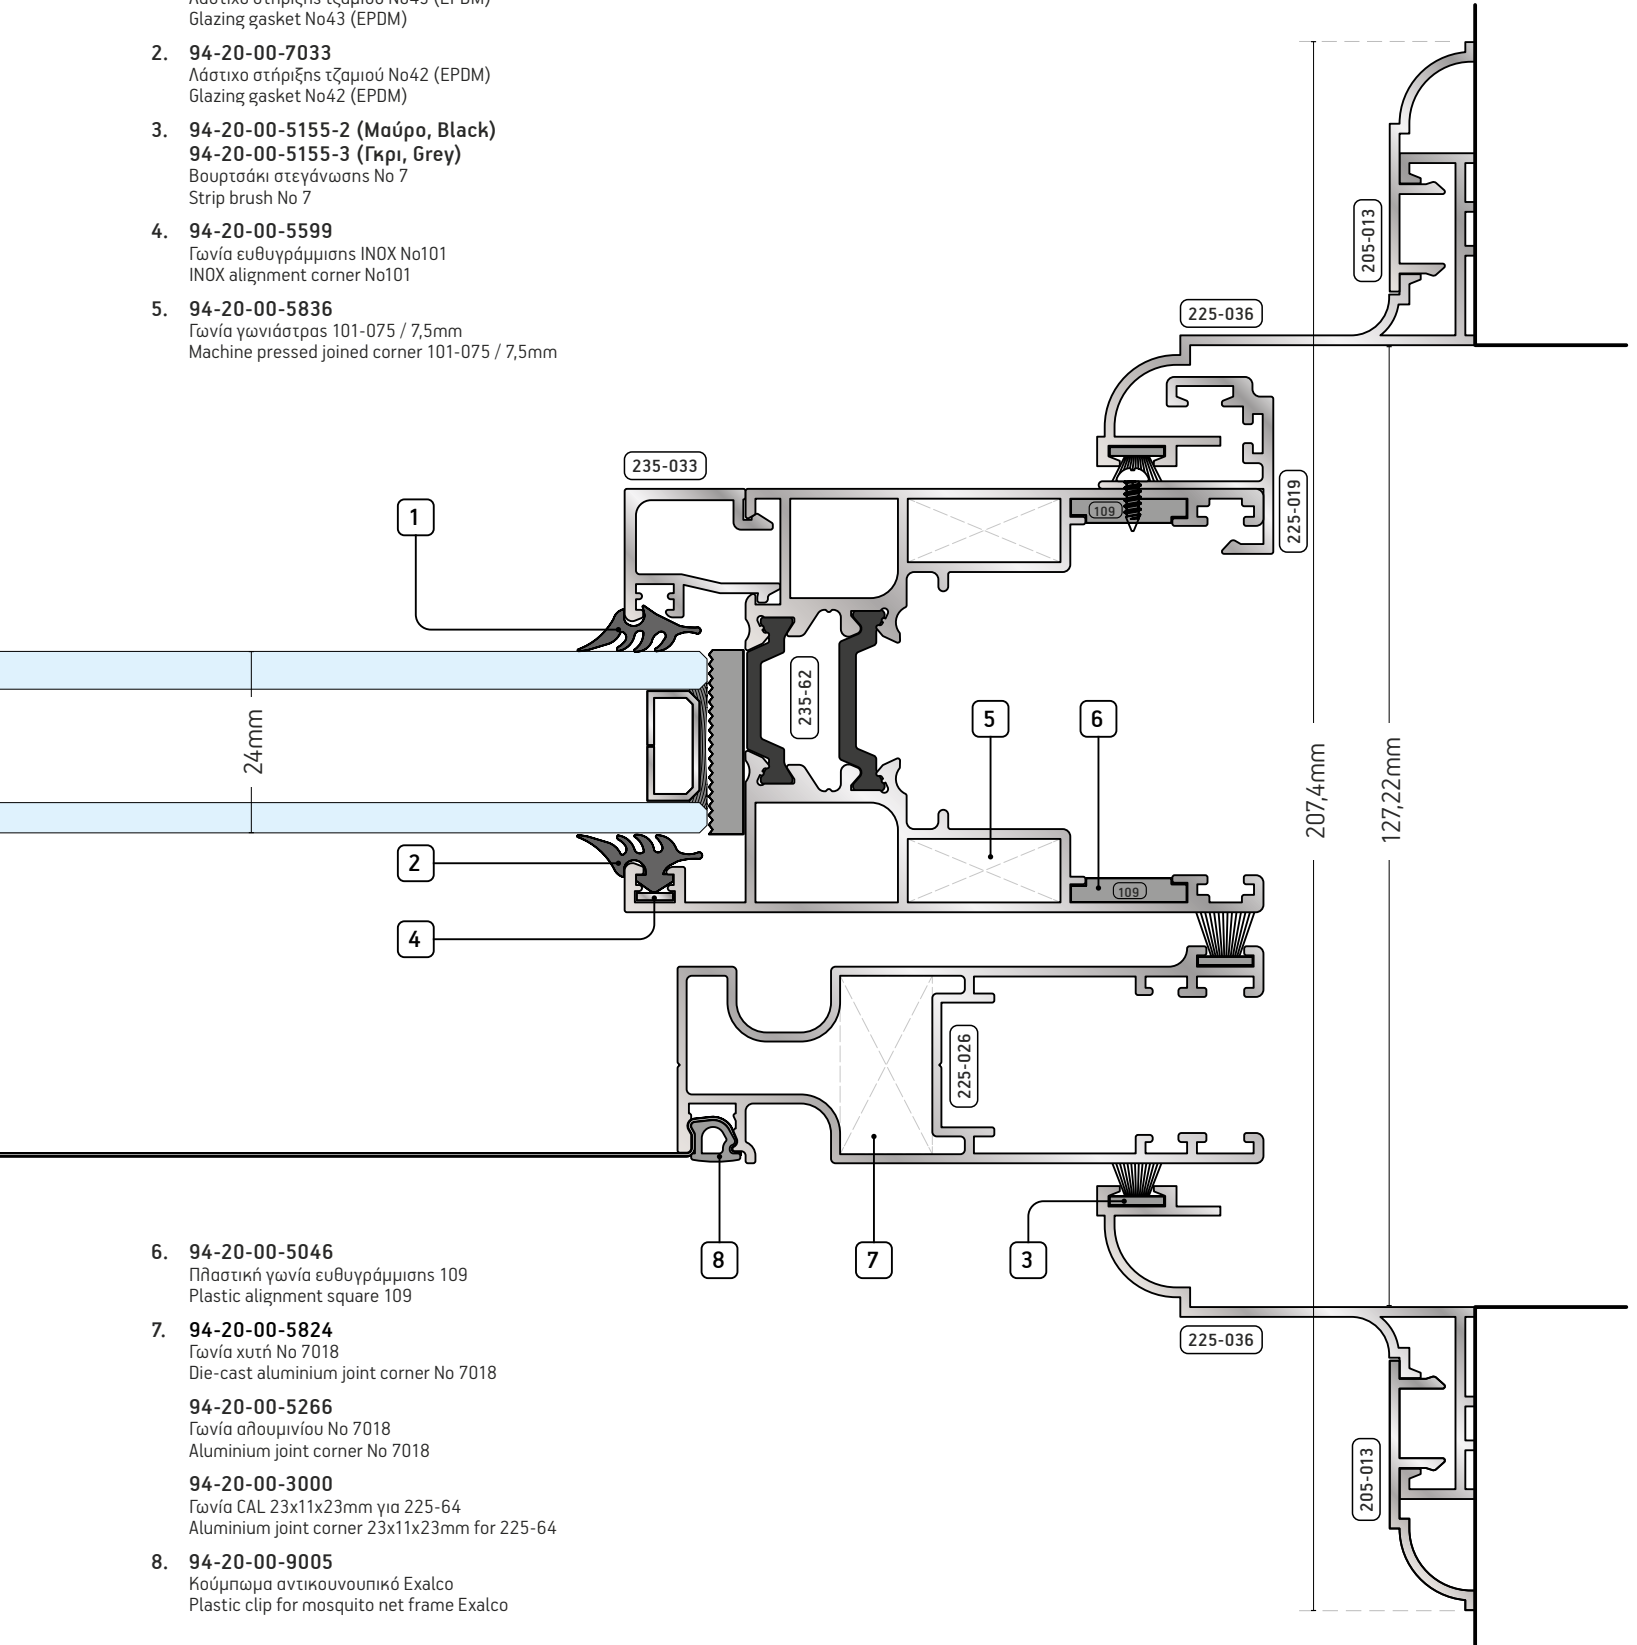 Λάστιχο στήριξης τζαμιού Νο43 (EPDM)
Glazing gasket No43 (EPDM)
2. 94-20-00-7033
Λάστιχο στήριξης τζαμιού Νο42 (EPDM)
Glazing gasket No42 (EPDM)
3. 94-20-00-5155-2 (Μαύρο, Black)
94-20-00-5155-3 (Γκρι, Grey)
Βουρτσάκι στεγάνωσης Νο 7
Strip brush No 7
4. 94-20-00-5599
Γωνία ευθυγράμμισης INOX No101
INOX alignment corner No101
5. 94-20-00-5836
Γωνία γωνιάστρας 101-075 / 7,5mm
Machine pressed joined corner 101-075 / 7,5mm
205-013
225-036
235-033
225-019
109
1
235-62
24mm
5
6
207,4mm
127,22mm
2
109
4
225-026
8
7
3
225-036
205-013
6. 94-20-00-5046
Πλαστική γωνία ευθυγράμμισης 109
Plastic alignment square 109
7. 94-20-00-5824
Γωνία χυτή Νο 7018
Die-cast aluminium joint corner No 7018
94-20-00-5266
Γωνία αλουμινίου Νο 7018
Aluminium joint corner No 7018
94-20-00-3000
Γωνία CAL 23x11x23mm για 225-64
Aluminium joint corner 23x11x23mm for 225-64
8. 94-20-00-9005
Κούμπωμα αντικουνουπικό Exalco
Plastic clip for mosquito net frame Exalco